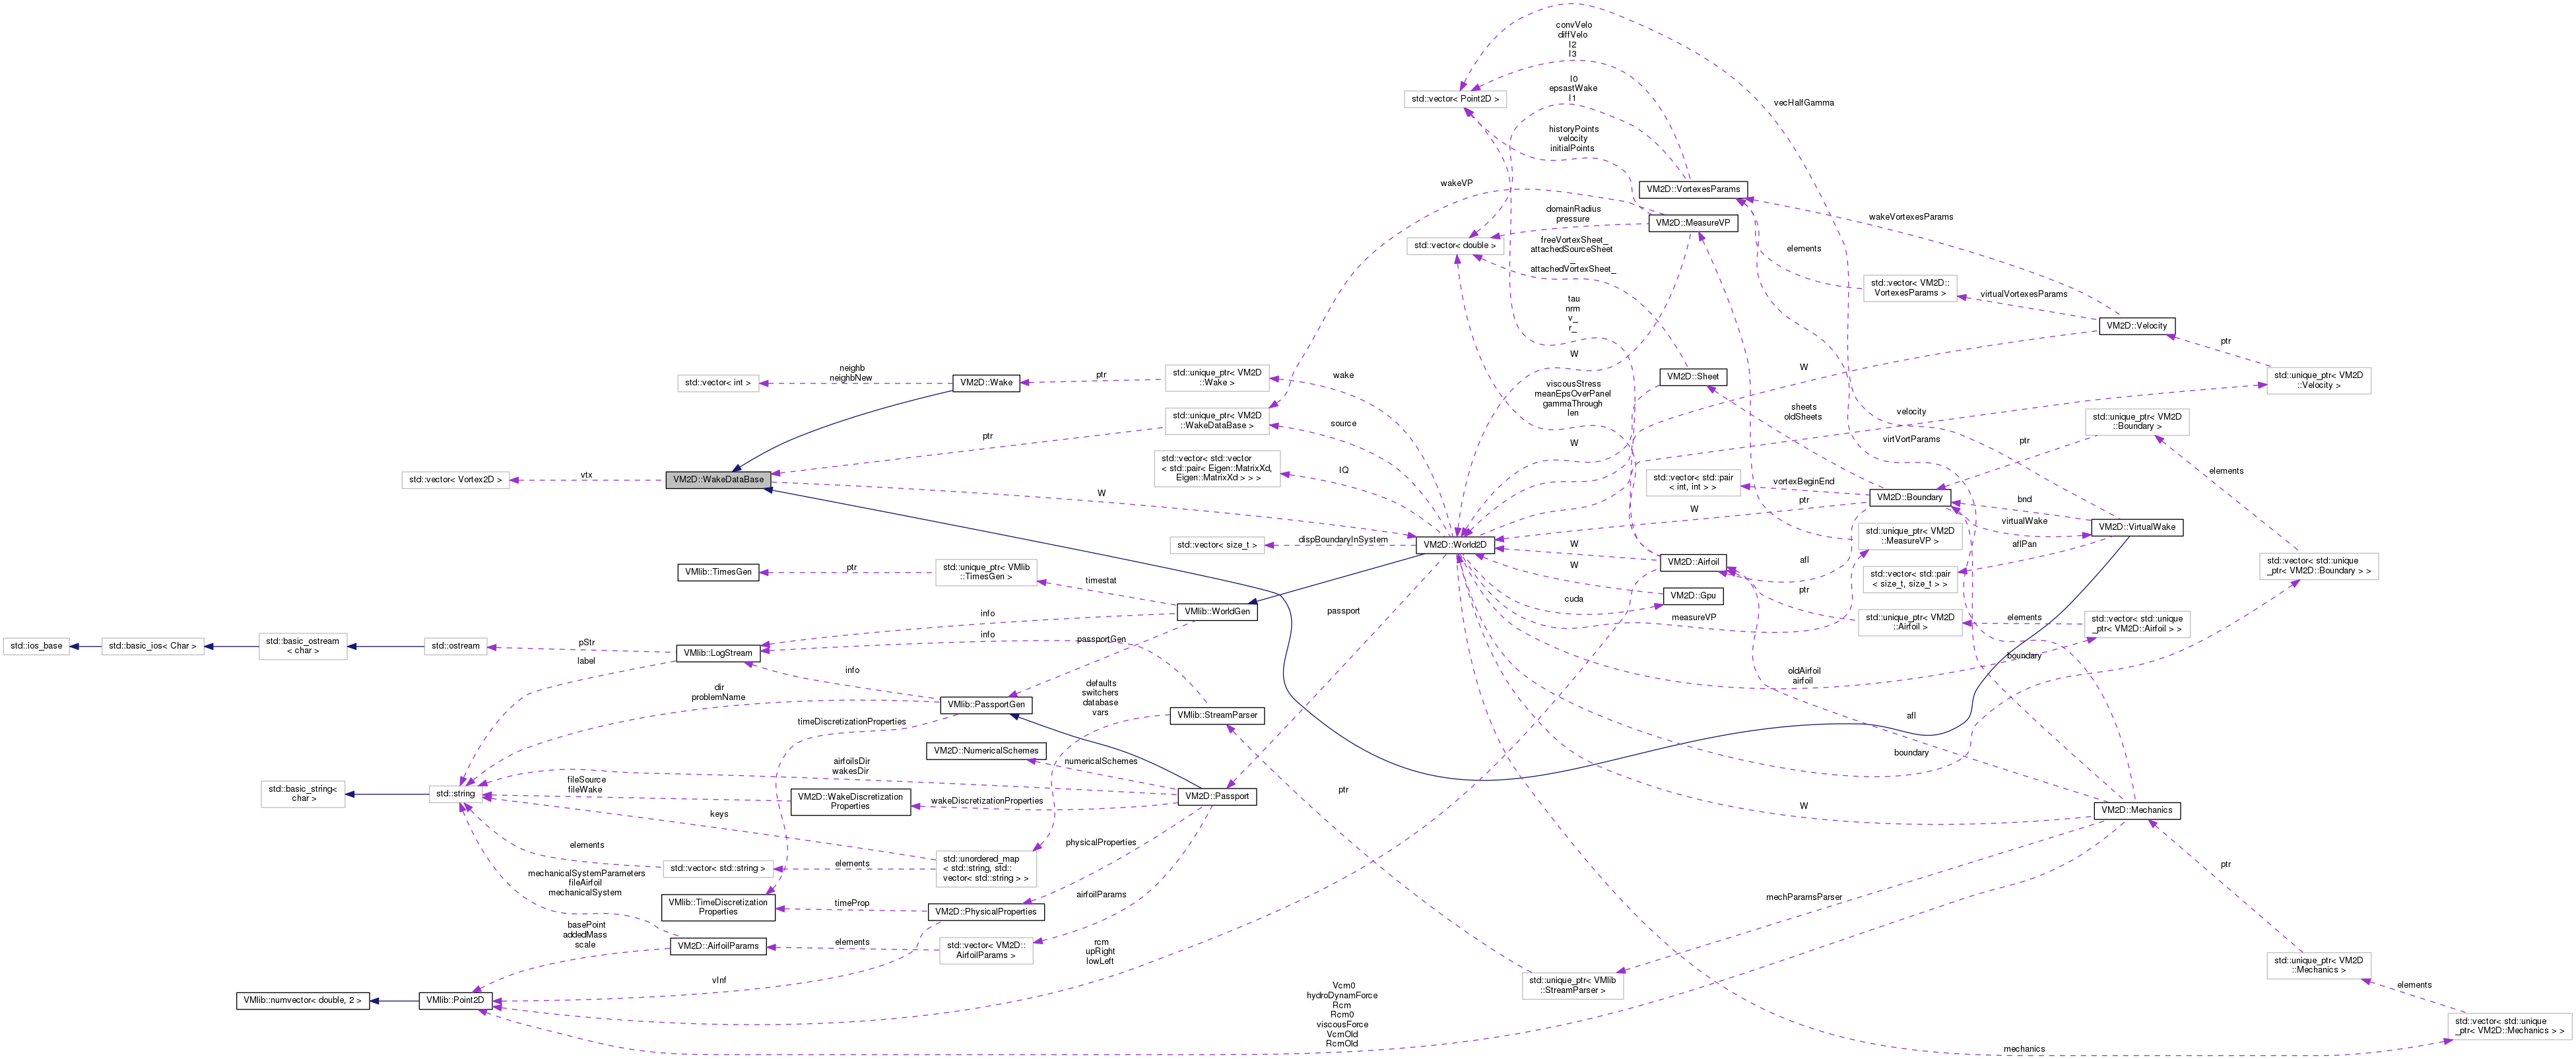 convVelo
diffVelo
I2
I3
std::vector< Point2D >
vecHalfGamma
I0
epsastWake
I1
historyPoints
velocity
initialPoints
VM2D::VortexesParams
wakeVP
wakeVortexesParams
domainRadius
pressure
VM2D::MeasureVP
std::vector< double >
freeVortexSheet_
attachedSourceSheet
_
attachedVortexSheet_
elements
std::vector< VM2D::
VortexesParams >
virtualVortexesParams
tau
nrm
v_
r_
VM2D::Velocity
ptr
W
neighb
neighbNew
std::vector< int >
VM2D::Wake
ptr
std::unique_ptr< VM2D
::Wake >
wake
viscousStress
meanEpsOverPanel
gammaThrough
len
VM2D::Sheet
W
std::unique_ptr< VM2D
::Velocity >
sheets
oldSheets
velocity
std::unique_ptr< VM2D
::WakeDataBase >
source
std::unique_ptr< VM2D
::Boundary >
ptr
W
virtVortParams
ptr
std::vector< std::vector
< std::pair< Eigen::MatrixXd,
Eigen::MatrixXd > > >
IQ
std::vector< Vortex2D >
vtx
VM2D::WakeDataBase
W
std::vector< std::pair
< int, int > >
vortexBeginEnd
elements
VM2D::Boundary
ptr
W
bnd
virtualWake
VM2D::VirtualWake
std::vector< size_t >
dispBoundaryInSystem
VM2D::World2D
W
std::unique_ptr< VM2D
::MeasureVP >
aflPan
VM2D::Airfoil
afl
std::vector< std::unique
_ptr< VM2D::Boundary > >
VMlib::TimesGen
ptr
std::unique_ptr< VMlib
::TimesGen >
timestat
W
std::vector< std::pair
< size_t, size_t > >
cuda
VM2D::Gpu
ptr
VMlib::WorldGen
info
passport
measureVP
std::unique_ptr< VM2D
::Airfoil >
elements
std::vector< std::unique
_ptr< VM2D::Airfoil > >
std::ios_base
std::basic_ios< Char >
std::basic_ostream
< char >
std::ostream
pStr
VMlib::LogStream
info
passportGen
label
boundary
info
oldAirfoil
airfoil
dir
problemName
VMlib::PassportGen
defaults
switchers
database
vars
VMlib::StreamParser
afl
timeDiscretizationProperties
VM2D::NumericalSchemes
numericalSchemes
boundary
airfoilsDir
wakesDir
std::basic_string<
char >
std::string
fileSource
fileWake
VM2D::WakeDiscretization
Properties
wakeDiscretizationProperties
VM2D::Passport
ptr
W
VM2D::Mechanics
keys
physicalProperties
elements
std::vector< std::string >
elements
std::unordered_map
< std::string, std::
vector< std::string > >
ptr
mechanicalSystemParameters
fileAirfoil
mechanicalSystem
airfoilParams
mechParamsParser
VMlib::TimeDiscretization
Properties
timeProp
VM2D::PhysicalProperties
basePoint
addedMass
scale
VM2D::AirfoilParams
elements
std::vector< VM2D::
AirfoilParams >
rcm
upRight
lowLeft
std::unique_ptr< VM2D
::Mechanics >
vInf
std::unique_ptr< VMlib
::StreamParser >
elements
VMlib::numvector< double, 2 >
VMlib::Point2D
Vcm0
hydroDynamForce
Rcm
Rcm0
viscousForce
VcmOld
RcmOld
std::vector< std::unique
_ptr< VM2D::Mechanics > >
mechanics